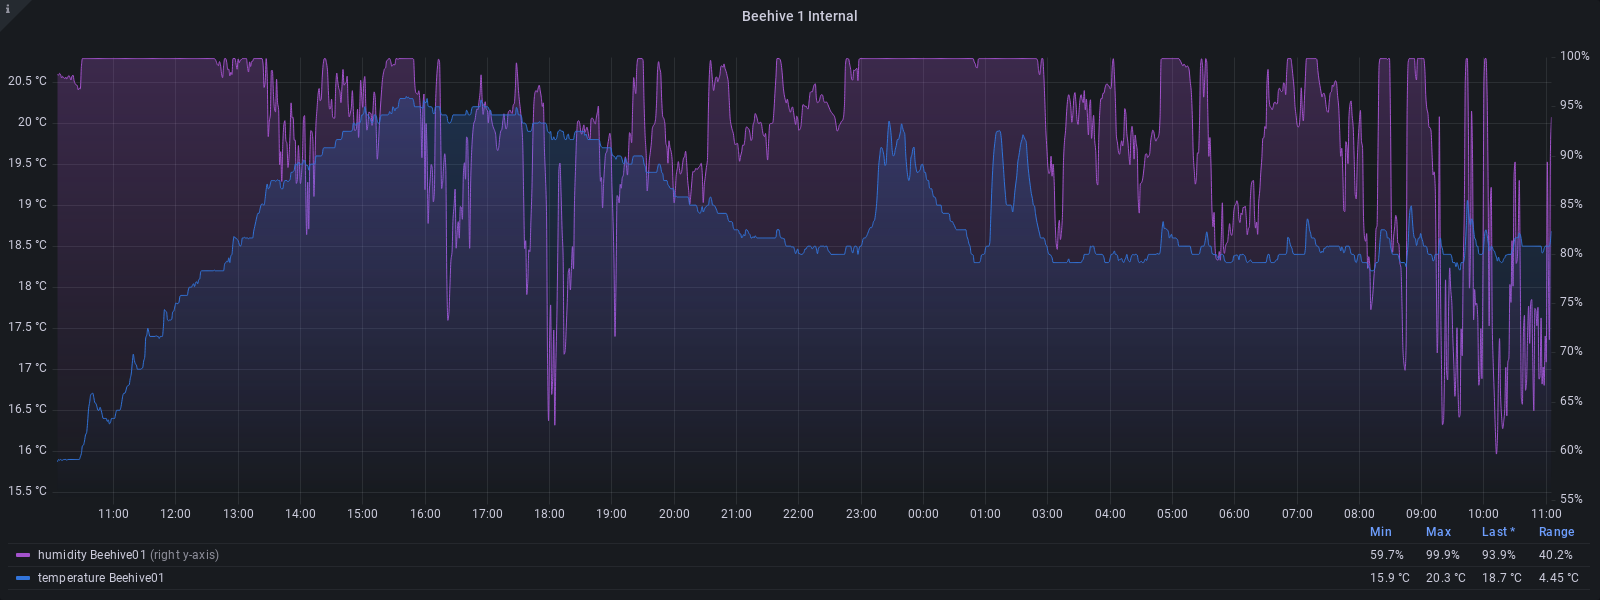 i
Beehive 1 Internal
100%
20.5 °C
95%
20 °C
19.5 °C
90%
19 °C
85%
18.5 °C
80%
18 °C
75%
17.5 °C
70%
17 °C
16.5 °C
65%
16 °C
60%
15.5 °C
55%
11:00 12:00 13:00 14:00 15:00 16:00 17:00 18:00 19:00 20:00 21:00 22:00 23:00 00:00 01:00 03:00 04:00 05:00 06:00 07:00 08:00 09:00 10:00 11:00
Min Max Last * Range
humidity Beehive01 (right y-axis) 59.7% 99.9% 93.9% 40.2%
temperature Beehive01 15.9 °C 20.3 °C 18.7 °C 4.45 °C